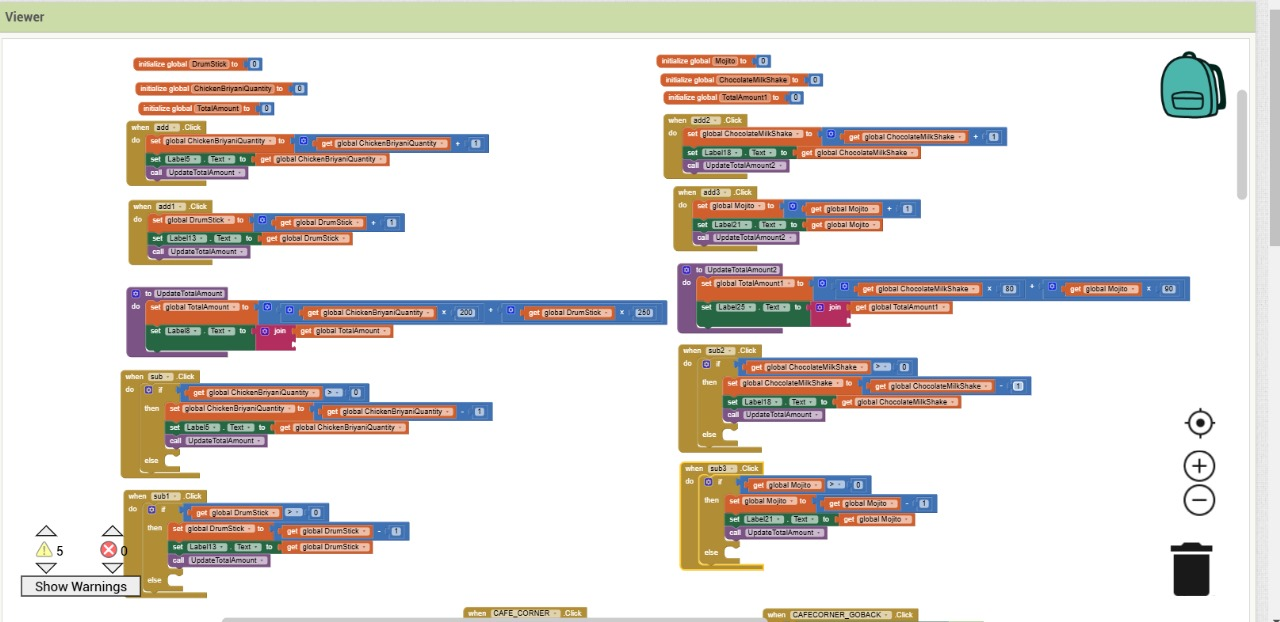 Viewer
initialize global DrumStick to 0
initialize global ChickenBriyaniQuantity to 0
initialize global TotalAmount to 0
when add .Click
do set global ChickenBriyaniQuantity to get global ChickenBriyaniQuantity + 1
set Label5 . Text to get global ChickenBriyaniQuantity
call UpdateTotalAmount
when add1 .Click
do set global DrumStick to get global DrumStick + 1
set Label13 . Text to get global DrumStick
call UpdateTotalAmount
to UpdateTotalAmount
do set global TotalAmount to get global ChickenBriyaniQuantity x 200 + get global DrumStick x 250
set Label8 . Text to join get global TotalAmount
when sub .Click
do if get global ChickenBriyaniQuantity > 0
then set global ChickenBriyaniQuantity to get global ChickenBriyaniQuantity - 1
set Label5 . Text to get global ChickenBriyaniQuantity
call UpdateTotalAmount
else
when sub1 .Click
do if get global DrumStick > 0
then set global DrumStick to get global DrumStick - 1
set Label13 . Text to get global DrumStick
call UpdateTotalAmount
else
5 0
Show Warnings
initialize global Mojito to 0
initialize global ChocolateMilkShake to 0
initialize global TotalAmount1 to 0
when add2 .Click
do set global ChocolateMilkShake to get global ChocolateMilkShake + 1
set Label18 . Text to get global ChocolateMilkShake
call UpdateTotalAmount2
when add3 .Click
do set global Mojito to get global Mojito + 1
set Label21 . Text to get global Mojito
call UpdateTotalAmount2
to UpdateTotalAmount2
do set global TotalAmount1 to get global ChocolateMilkShake x 80 + get global Mojito x 90
set Label25 . Text to join get global TotalAmount1
when sub2 .Click
do if get global ChocolateMilkShake > 0
then set global ChocolateMilkShake to get global ChocolateMilkShake - 1
set Label18 . Text to get global ChocolateMilkShake
call UpdateTotalAmount
else
when sub3 .Click
do if get global Mojito > 0
then set global Mojito to get global Mojito - 1
set Label21 . Text to get global Mojito
call UpdateTotalAmount
else
when CAFE_CORNER .Click
when CAFECORNER_GOBACK .Click